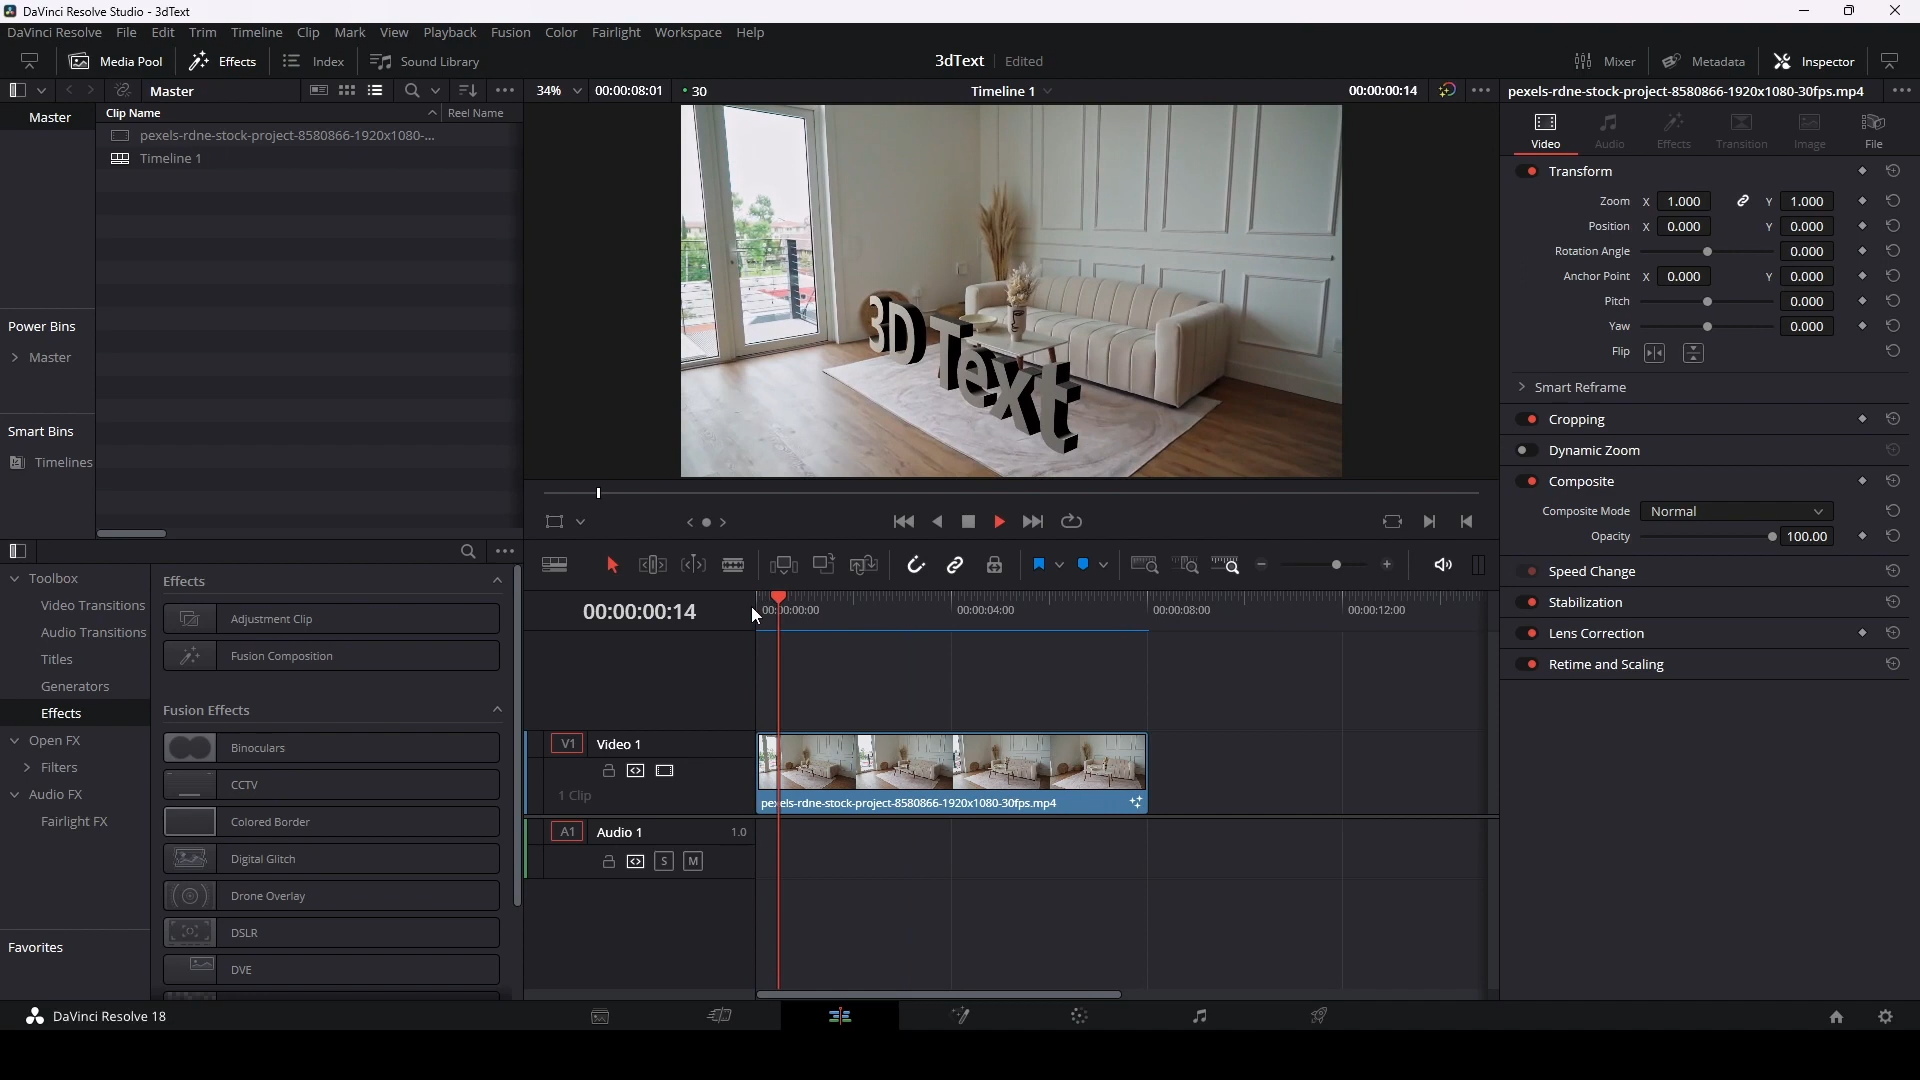 DaVinci Resolve Studio - 3dText
DaVinci Resolve File Edit Trim Timeline Clip Mark View Playback Fusion Color Fairlight Workspace Help
Media Pool Effects Index Sound Library 3dText Edited Mixer Metadata Inspector
Master 34% 00:00:08:01 30 Timeline 1 00:00:00:14 pexels-rdne-stock-project-8580866-1920x1080-30fps.mp4
Master Clip Name Reel Name
pexels-rdne-stock-project-8580866-1920x1080-...
Timeline 1
Power Bins
Master
Smart Bins
Timelines
3D Text
Video Audio Effects Transition Image File
Transform
Zoom X 1.000 Y 1.000
Position X 0.000 Y 0.000
Rotation Angle 0.000
Anchor Point X 0.000 Y 0.000
Pitch 0.000
Yaw 0.000
Flip
Smart Reframe
Cropping
Dynamic Zoom
Composite
Composite Mode Normal
Opacity 100.00
Speed Change
Stabilization
Lens Correction
Retime and Scaling
Toolbox
Video Transitions
Audio Transitions
Titles
Generators
Effects
Open FX
Filters
Audio FX
Fairlight FX
Favorites
Effects
Adjustment Clip
Fusion Composition
Fusion Effects
Binoculars
CCTV
Colored Border
Digital Glitch
Drone Overlay
DSLR
DVE
00:00:00:14 00:00:00:00 00:00:04:00 00:00:08:00 00:00:12:00
V1 Video 1
1 Clip
pexels-rdne-stock-project-8580866-1920x1080-30fps.mp4
A1 Audio 1 1.0
S M
DaVinci Resolve 18